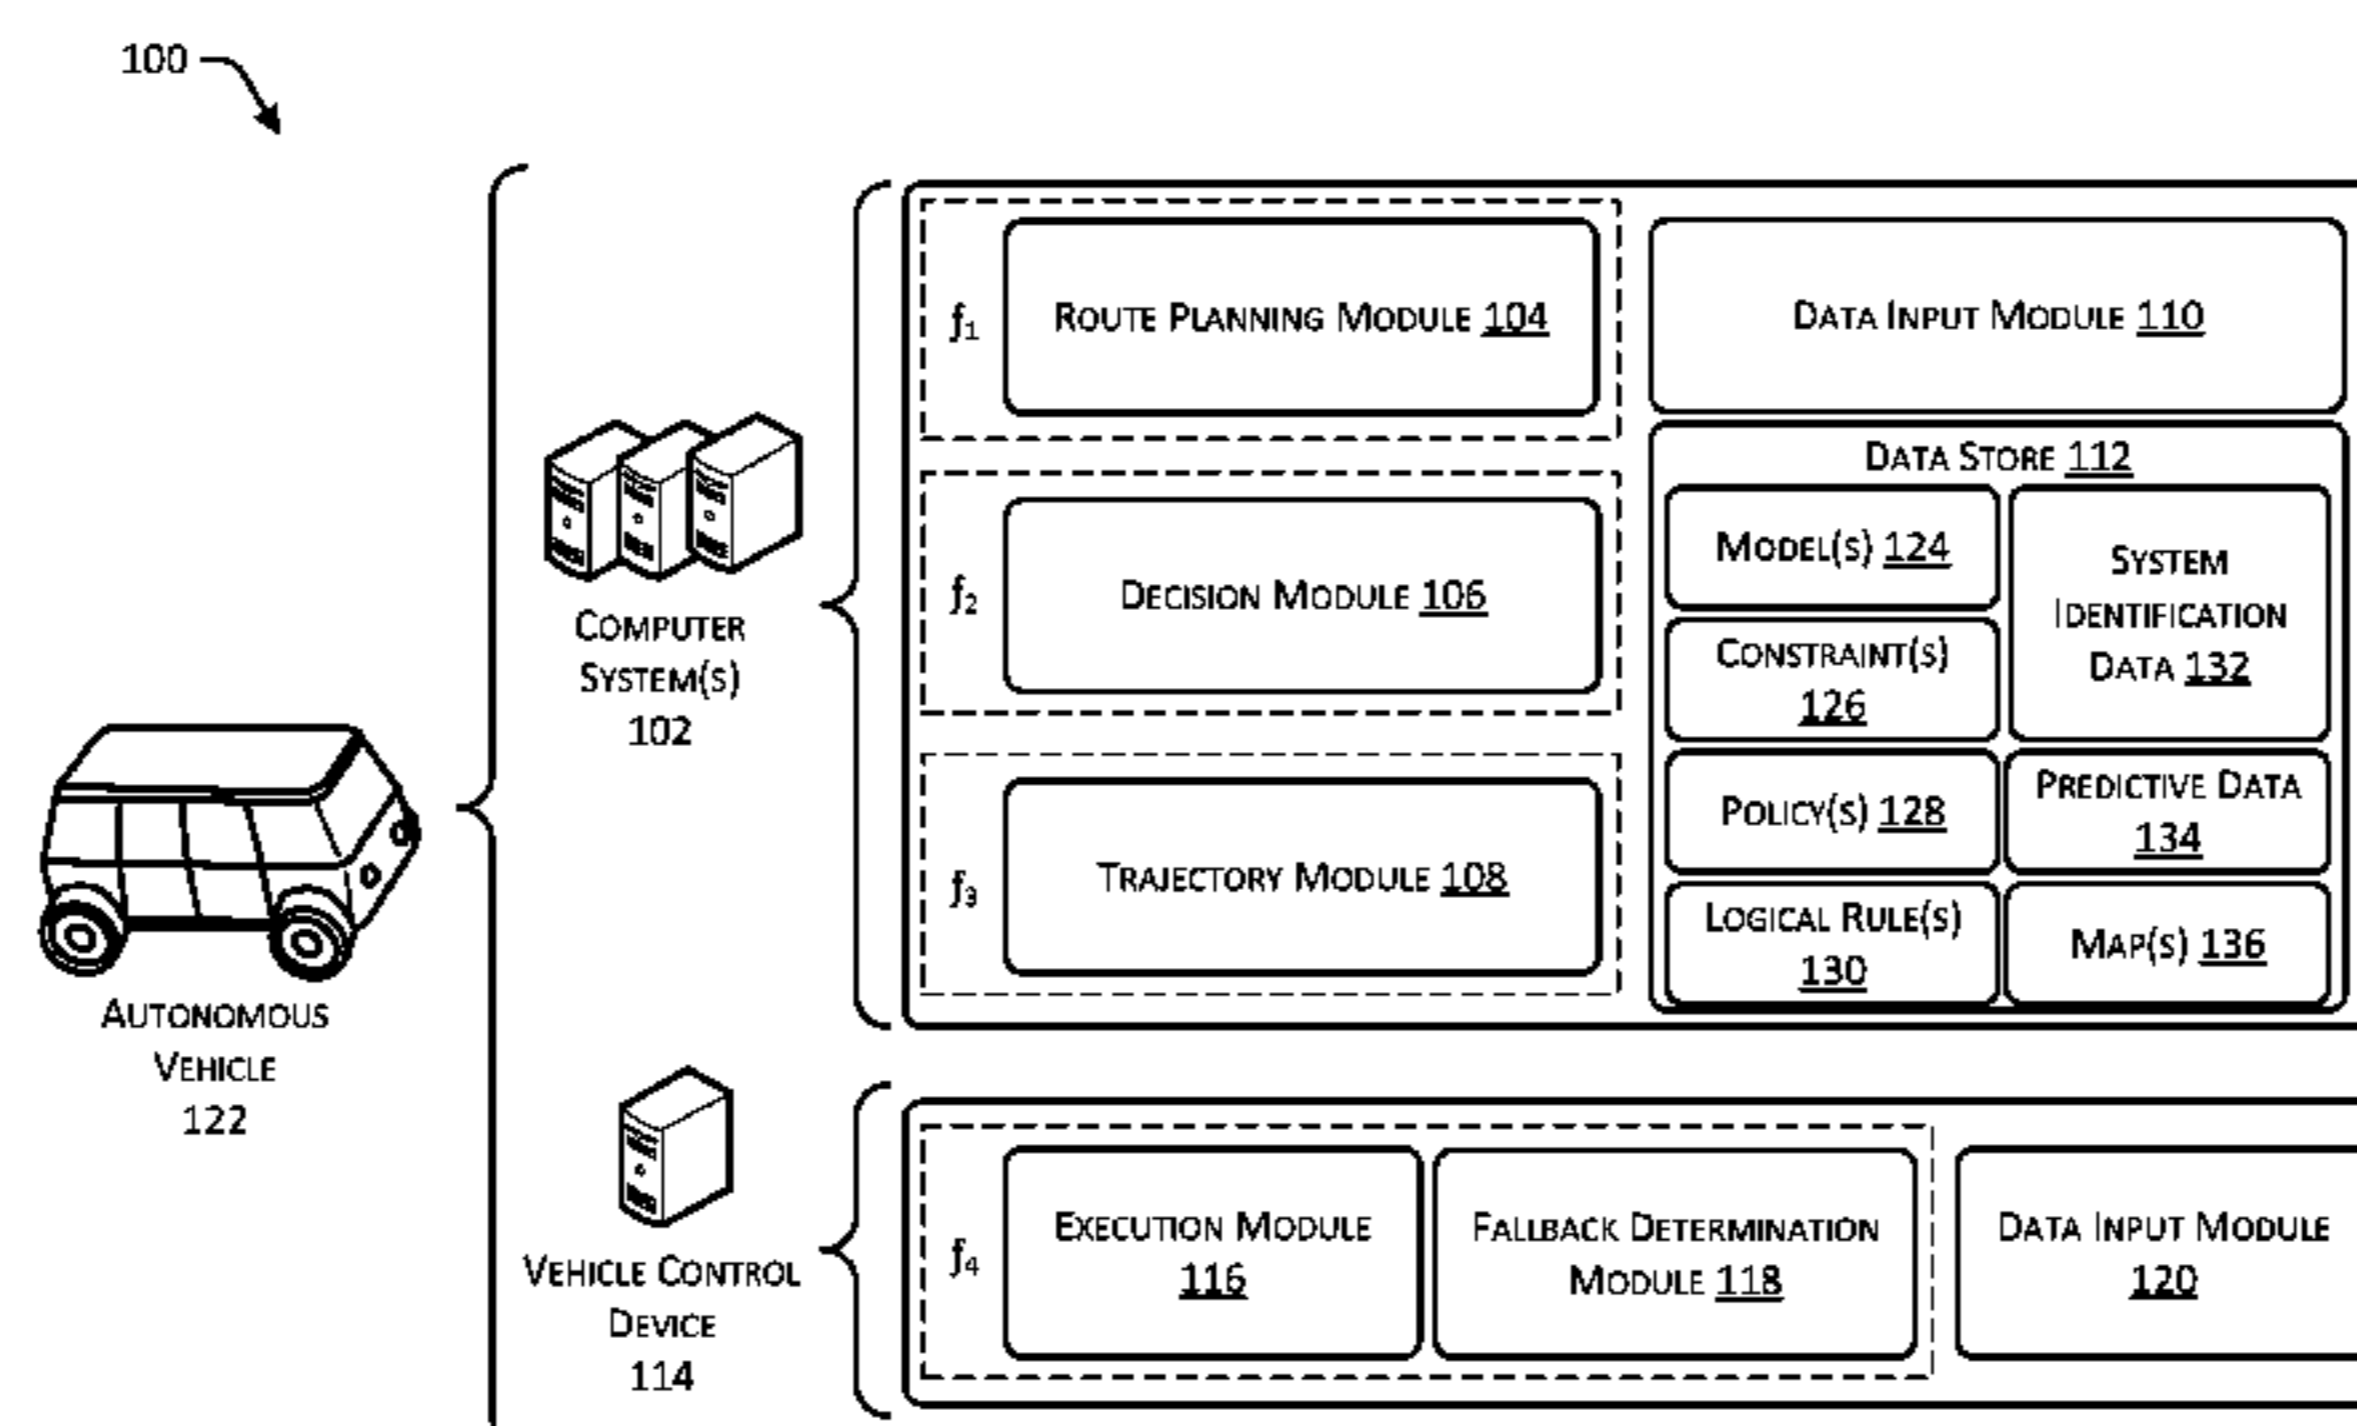 100
f1
ROUTE PLANNING MODULE 104
DATA INPUT MODULE 110
DATA STORE 112
MODEL(S) 124
SYSTEM
IDENTIFICATION
DATA 132
f2
DECISION MODULE 106
CONSTRAINT(S)
126
COMPUTER
SYSTEM(S)
102
POLICY(S) 128
PREDICTIVE DATA
134
f3
TRAJECTORY MODULE 108
LOGICAL RULE(S)
130
MAP(S) 136
AUTONOMOUS
VEHICLE
122
VEHICLE CONTROL
DEVICE
114
f4
EXECUTION MODULE
116
FALLBACK DETERMINATION
MODULE 118
DATA INPUT MODULE
120